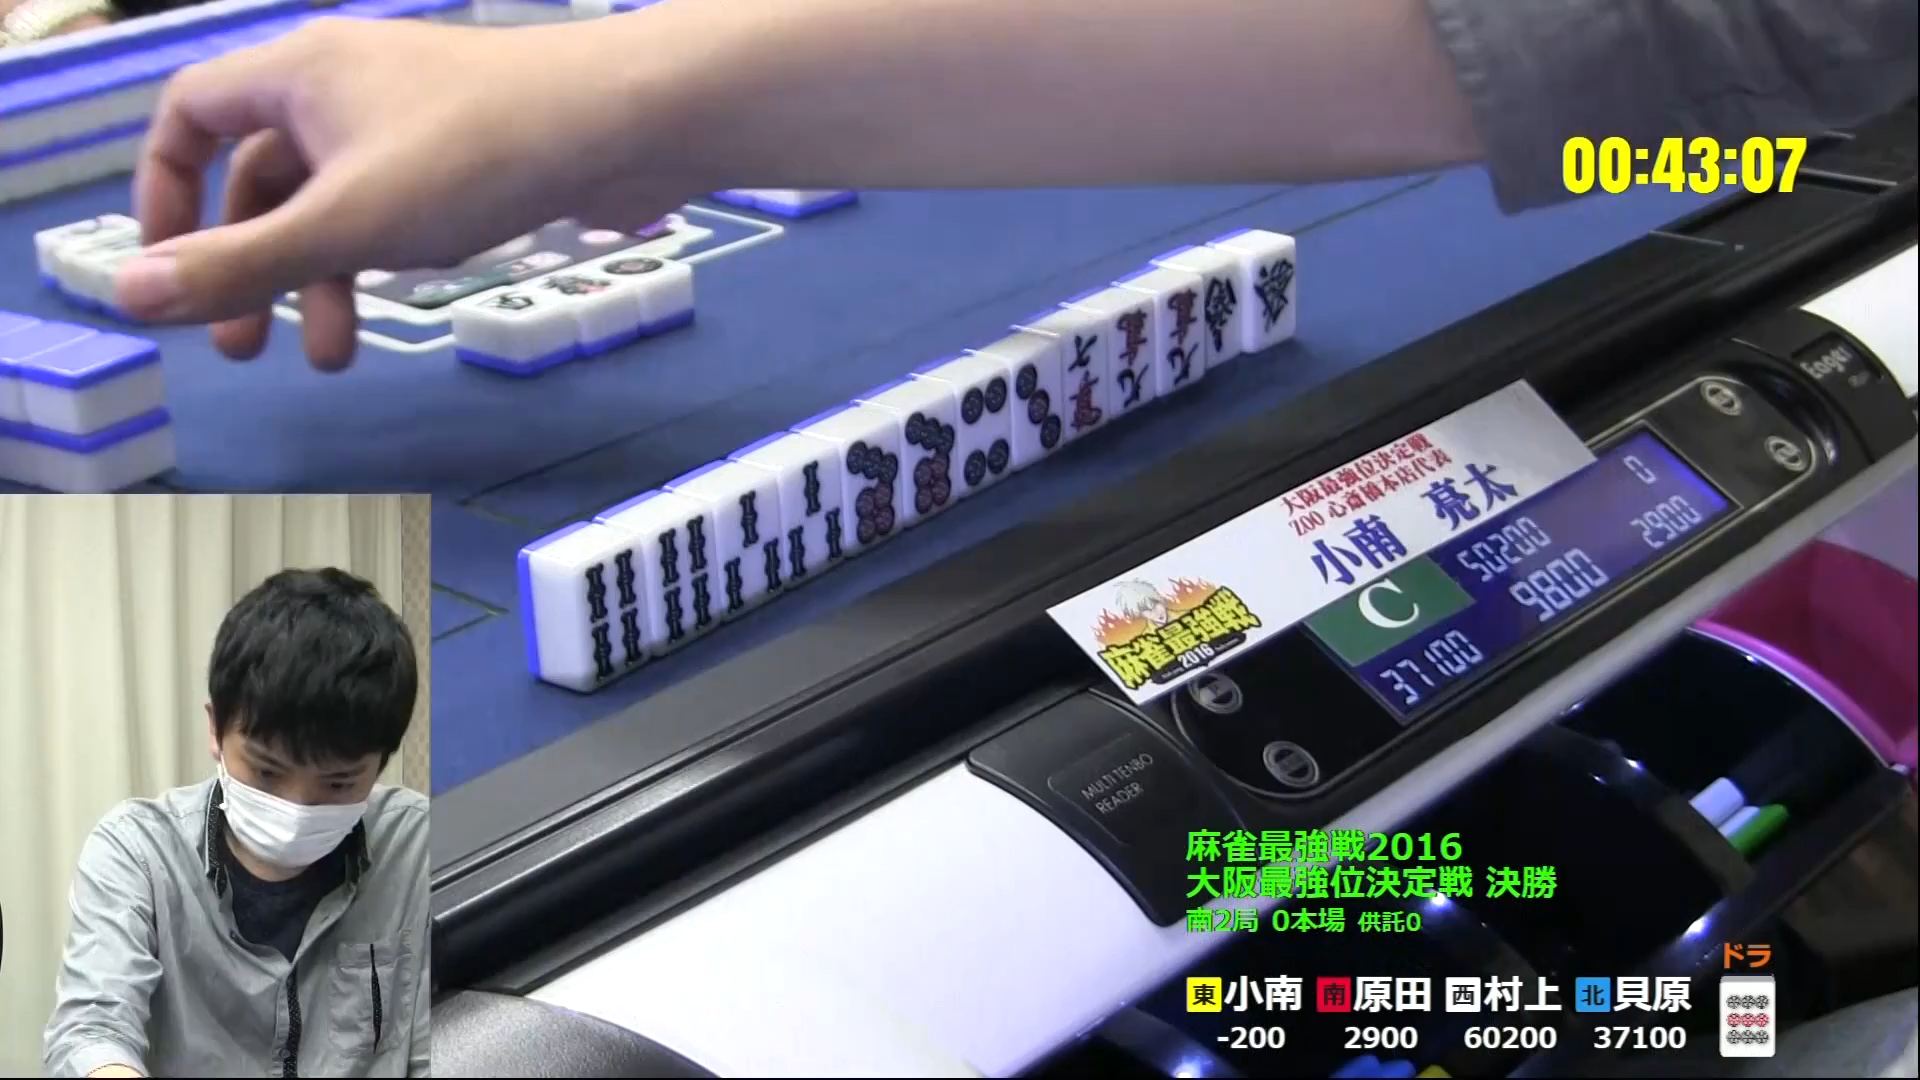 00:43:07
大阪最強位決定戦
ZOO 心斎橋本店代表
小南 亮太
麻雀最強戦
2016
C
0
50200
2900
9800
37100
MULTI TENBO
READER
麻雀最強戦2016
大阪最強位決定戦 決勝
南2局 0本場 供託0
ドラ
東 小南 南 原田 西 村上 北 貝原
-200 2900 60200 37100